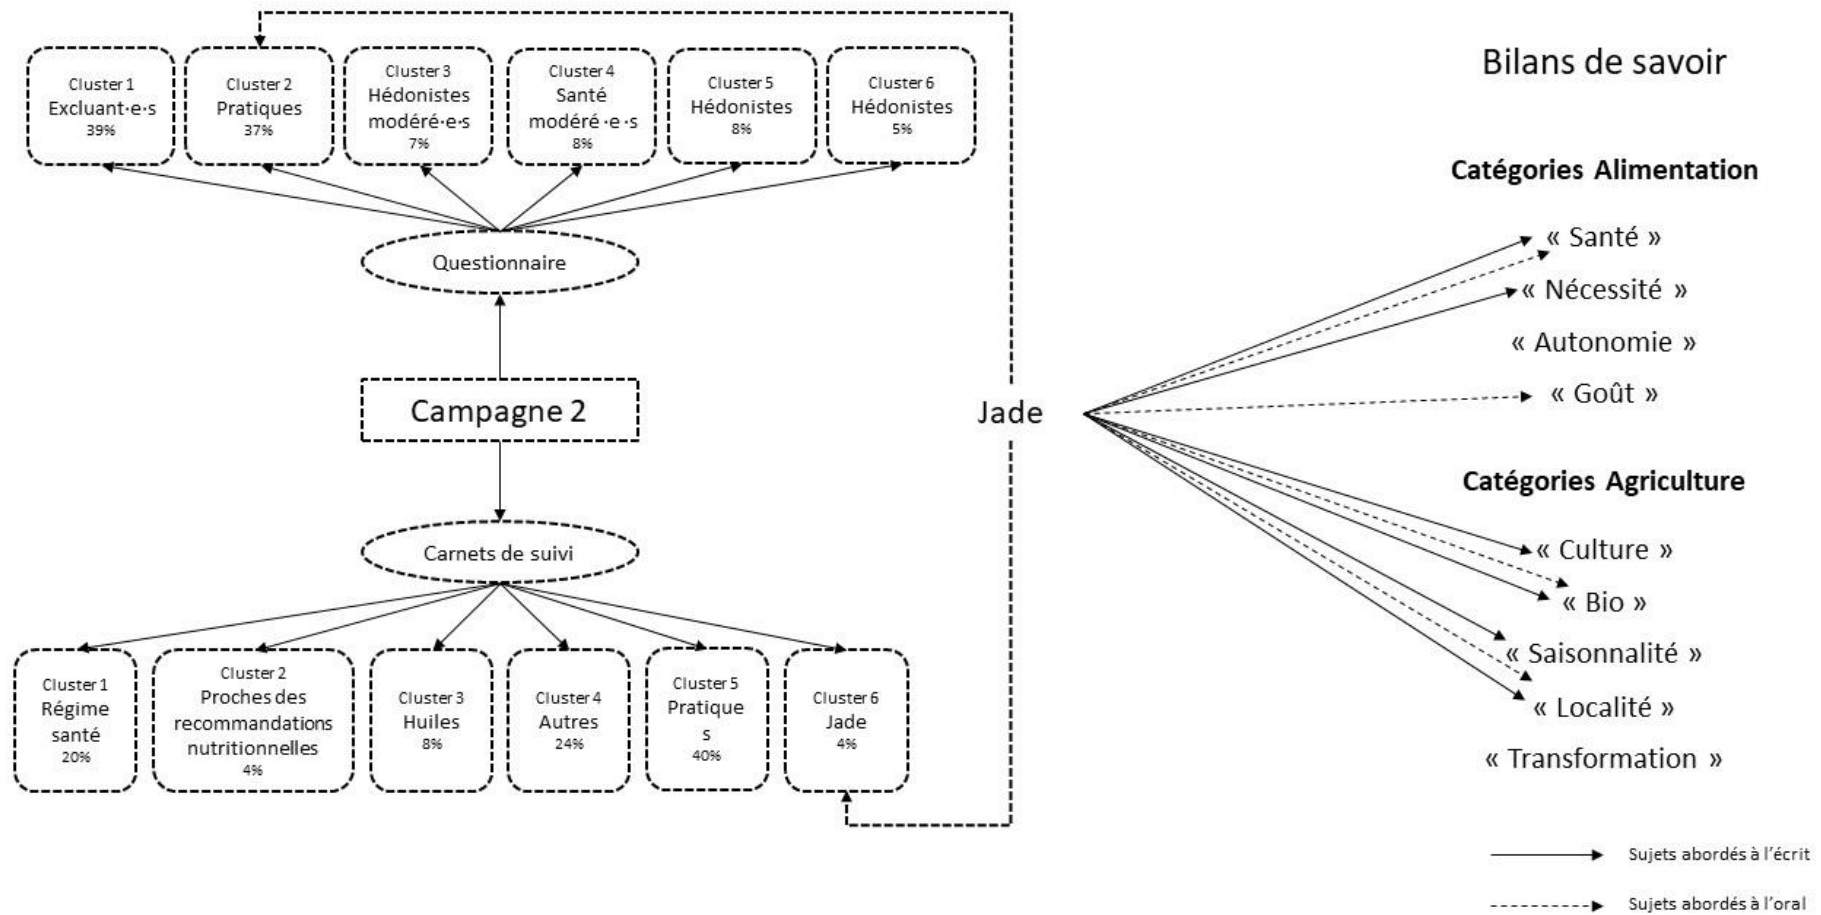 Cluster 1
Excluant·e·s
39%
Cluster 2
Pratiques
37%
Cluster 3
Hédonistes
modéré·e·s
7%
Cluster 4
Santé
modéré ·e ·s
8%
Cluster 5
Hédonistes
8%
Cluster 6
Hédonistes
5%
Questionnaire
Campagne 2
Carnets de suivi
Cluster 1
Régime
santé
20%
Cluster 2
Proches des
recommandations
nutritionnelles
4%
Cluster 3
Huiles
8%
Cluster 4
Autres
24%
Cluster 5
Pratique
s
40%
Cluster 6
Jade
4%
Jade
Bilans de savoir
Catégories Alimentation
« Santé »
« Nécessité »
« Autonomie »
« Goût »
Catégories Agriculture
« Culture »
« Bio »
« Saisonnalité »
« Localité »
« Transformation »
Sujets abordés à l'écrit
Sujets abordés à l'oral